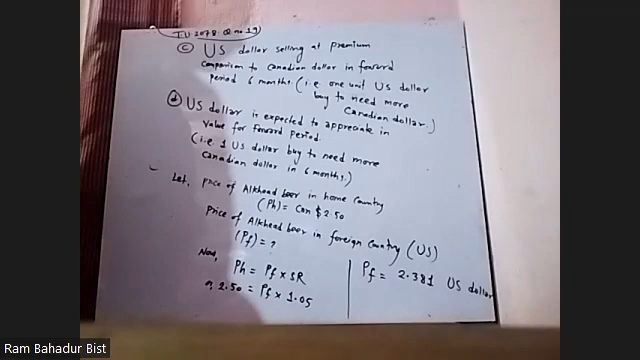 T.U. 2078. Q. no 19)
(c) US dollar selling at premium
comparison to canadian dollar in forward
period 6 months. (i.e one unit US dollar
buy to need more
Canadian dollar.)
(d) US dollar is expected to appreciate in
value for forward period.
(i.e. 1 US dollar buy to need more
canadian dollar in 6 months.)
Let, price of Alkhead beer in home country
(Ph) = Can $ 2.50
Price of Alkhead beer in foreign country (US)
(Pf) = ?
Now,
Ph = Pf x SR
or, 2.50 = Pf x 1.05
Pf = 2.381 US dollar
Ram Bahadur Bist